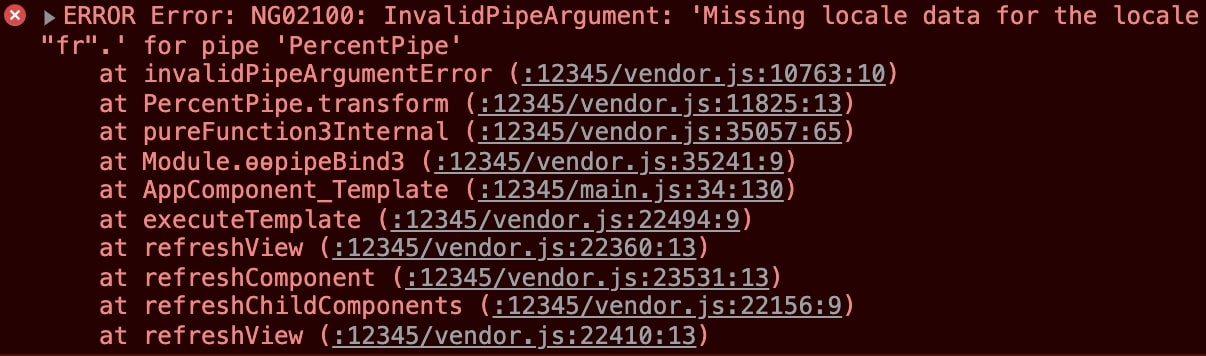 ERROR Error: NG02100: InvalidPipeArgument: 'Missing locale data for the locale
"fr".' for pipe 'PercentPipe'
at invalidPipeArgumentError (:12345/vendor.js:10763:10)
at PercentPipe.transform (:12345/vendor.js:11825:13)
at pureFunction3Internal (:12345/vendor.js:35057:65)
at Module.ɵɵpipeBind3 (:12345/vendor.js:35241:9)
at AppComponent_Template (:12345/main.js:34:130)
at executeTemplate (:12345/vendor.js:22494:9)
at refreshView (:12345/vendor.js:22360:13)
at refreshComponent (:12345/vendor.js:23531:13)
at refreshChildComponents (:12345/vendor.js:22156:9)
at refreshView (:12345/vendor.js:22410:13)